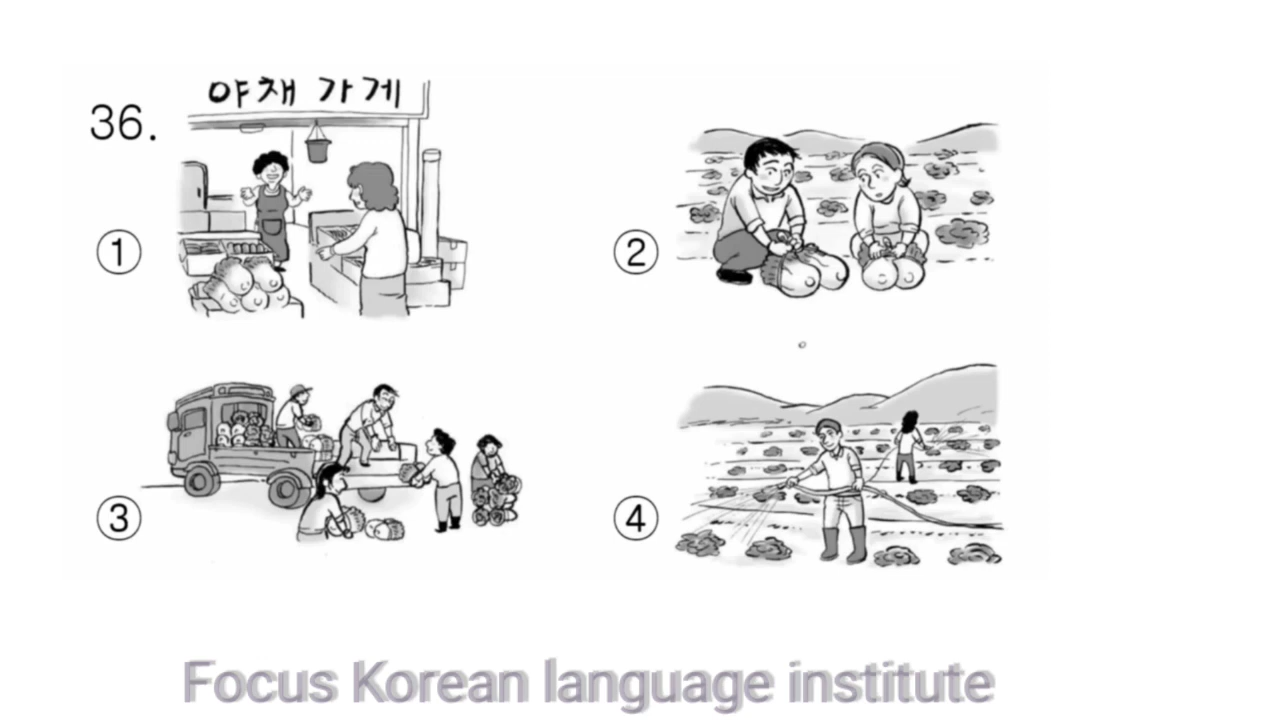 야채 가게
36.
①
②
③
④
Focus Korean language institute